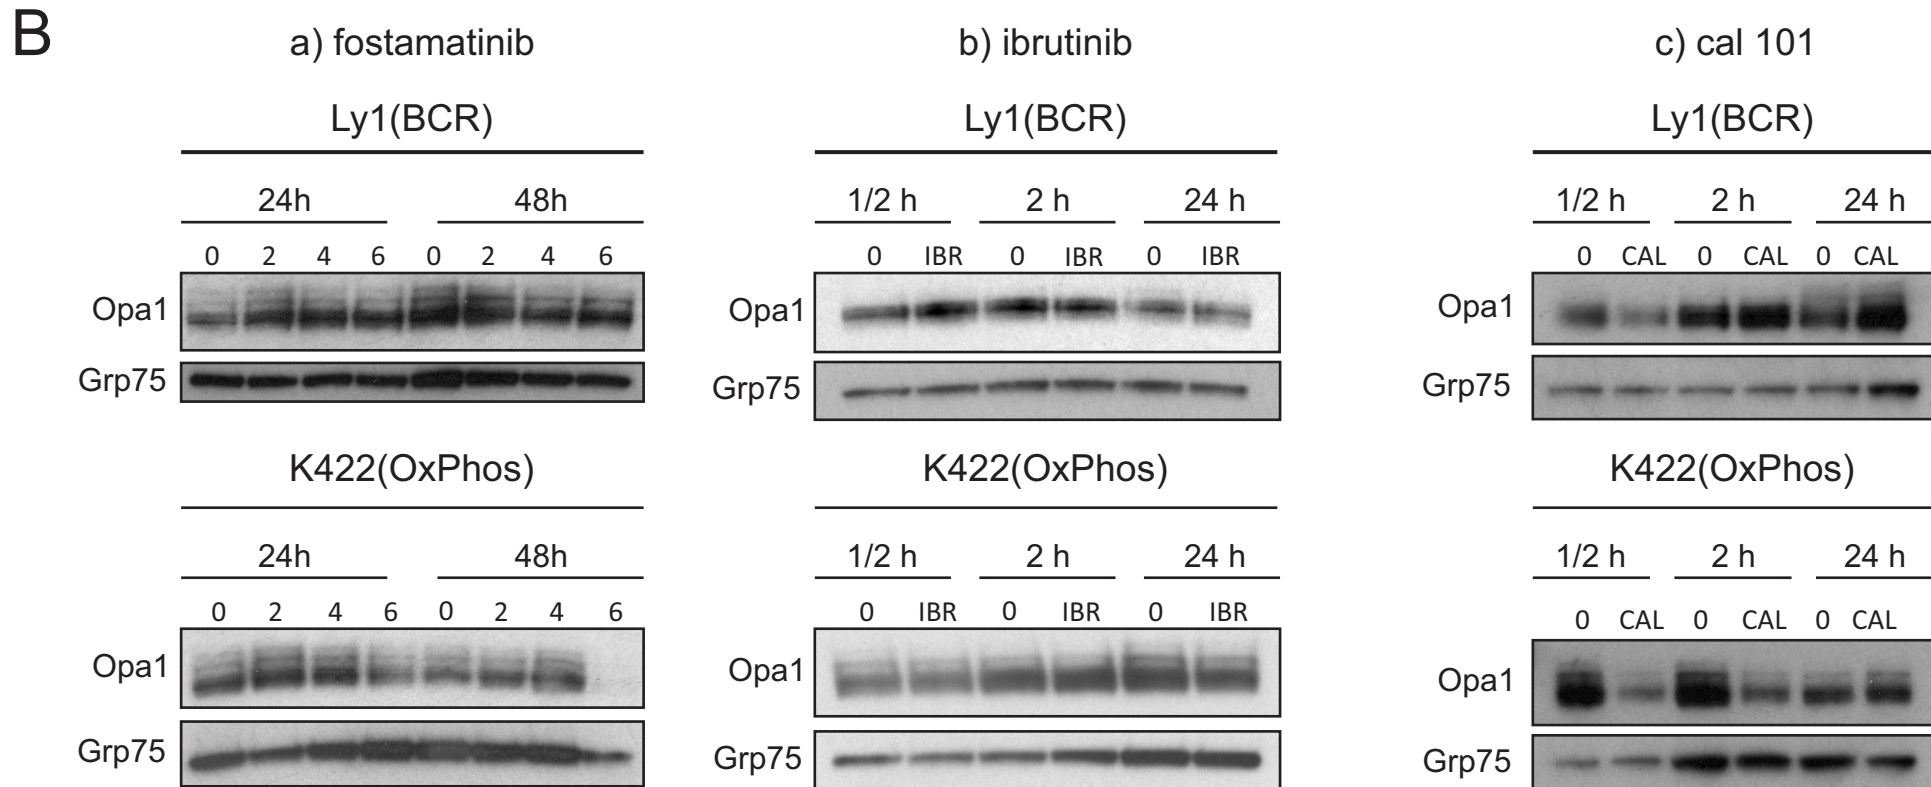 B
a) fostamatinib
b) ibrutinib
c) cal 101
Ly1(BCR)
Ly1(BCR)
Ly1(BCR)
24h 48h
1/2 h 2 h 24 h
1/2 h 2 h 24 h
0 2 4 6 0 2 4 6
0 IBR 0 IBR 0 IBR
0 CAL 0 CAL 0 CAL
Opa1
Opa1
Opa1
Grp75
Grp75
Grp75
K422(OxPhos)
K422(OxPhos)
K422(OxPhos)
24h 48h
1/2 h 2 h 24 h
1/2 h 2 h 24 h
0 2 4 6 0 2 4 6
0 IBR 0 IBR 0 IBR
0 CAL 0 CAL 0 CAL
Opa1
Opa1
Opa1
Grp75
Grp75
Grp75